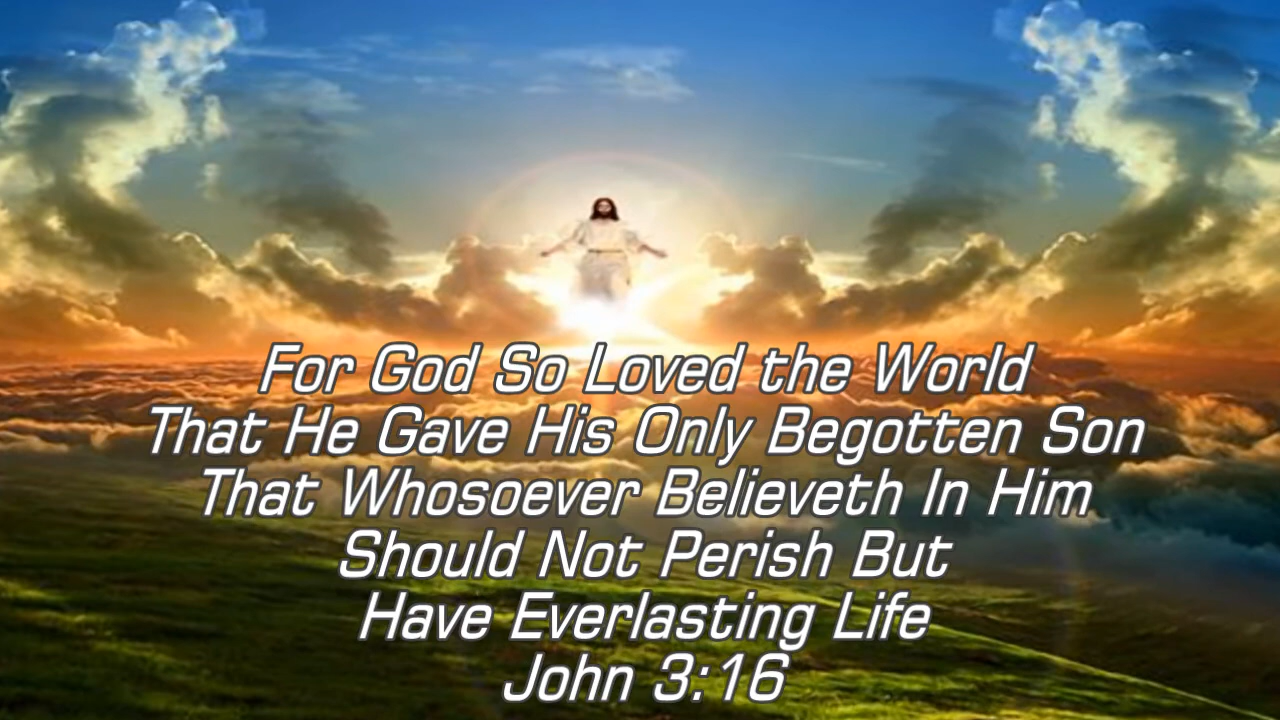 For God So Loved the World
That He Gave His Only Begotten Son
That Whosoever Believeth In Him
Should Not Perish But
Have Everlasting Life
John 3:16